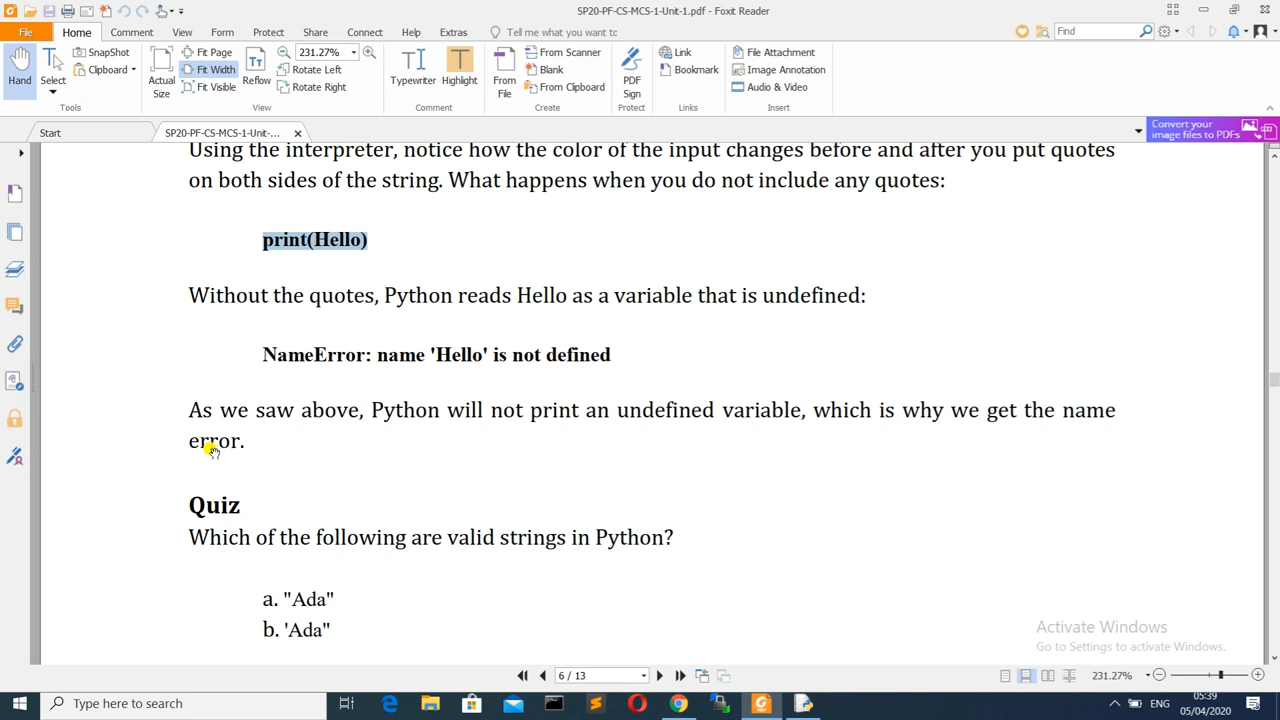 SP20-PF-CS-MCS-1-Unit-1.pdf - Foxit Reader
File Home Comment View Form Protect Share Connect Help Extras Tell me what you want tc Find
SnapShot Fit Page 231.27% From Scanner Link File Attachment
Clipboard Fit Width Rotate Left Blank Bookmark Image Annotation
Fit Visible Rotate Right From Clipboard Audio & Video
Hand Select Actual Size Reflow Typewriter Highlight From File PDF Sign
Tools View Comment Create Protect Links Insert
Start SP20-PF-CS-MCS-1-Unit-... Convert your image files to PDFs
Using the interpreter, notice how the color of the input changes before and after you put quotes
on both sides of the string. What happens when you do not include any quotes:
print(Hello)
Without the quotes, Python reads Hello as a variable that is undefined:
NameError: name 'Hello' is not defined
As we saw above, Python will not print an undefined variable, which is why we get the name
error.
Quiz
Which of the following are valid strings in Python?
a. "Ada"
b. 'Ada"
Activate Windows
Go to Settings to activate Windows.
6 / 13 231.27%
Type here to search ENG 05:39
05/04/2020